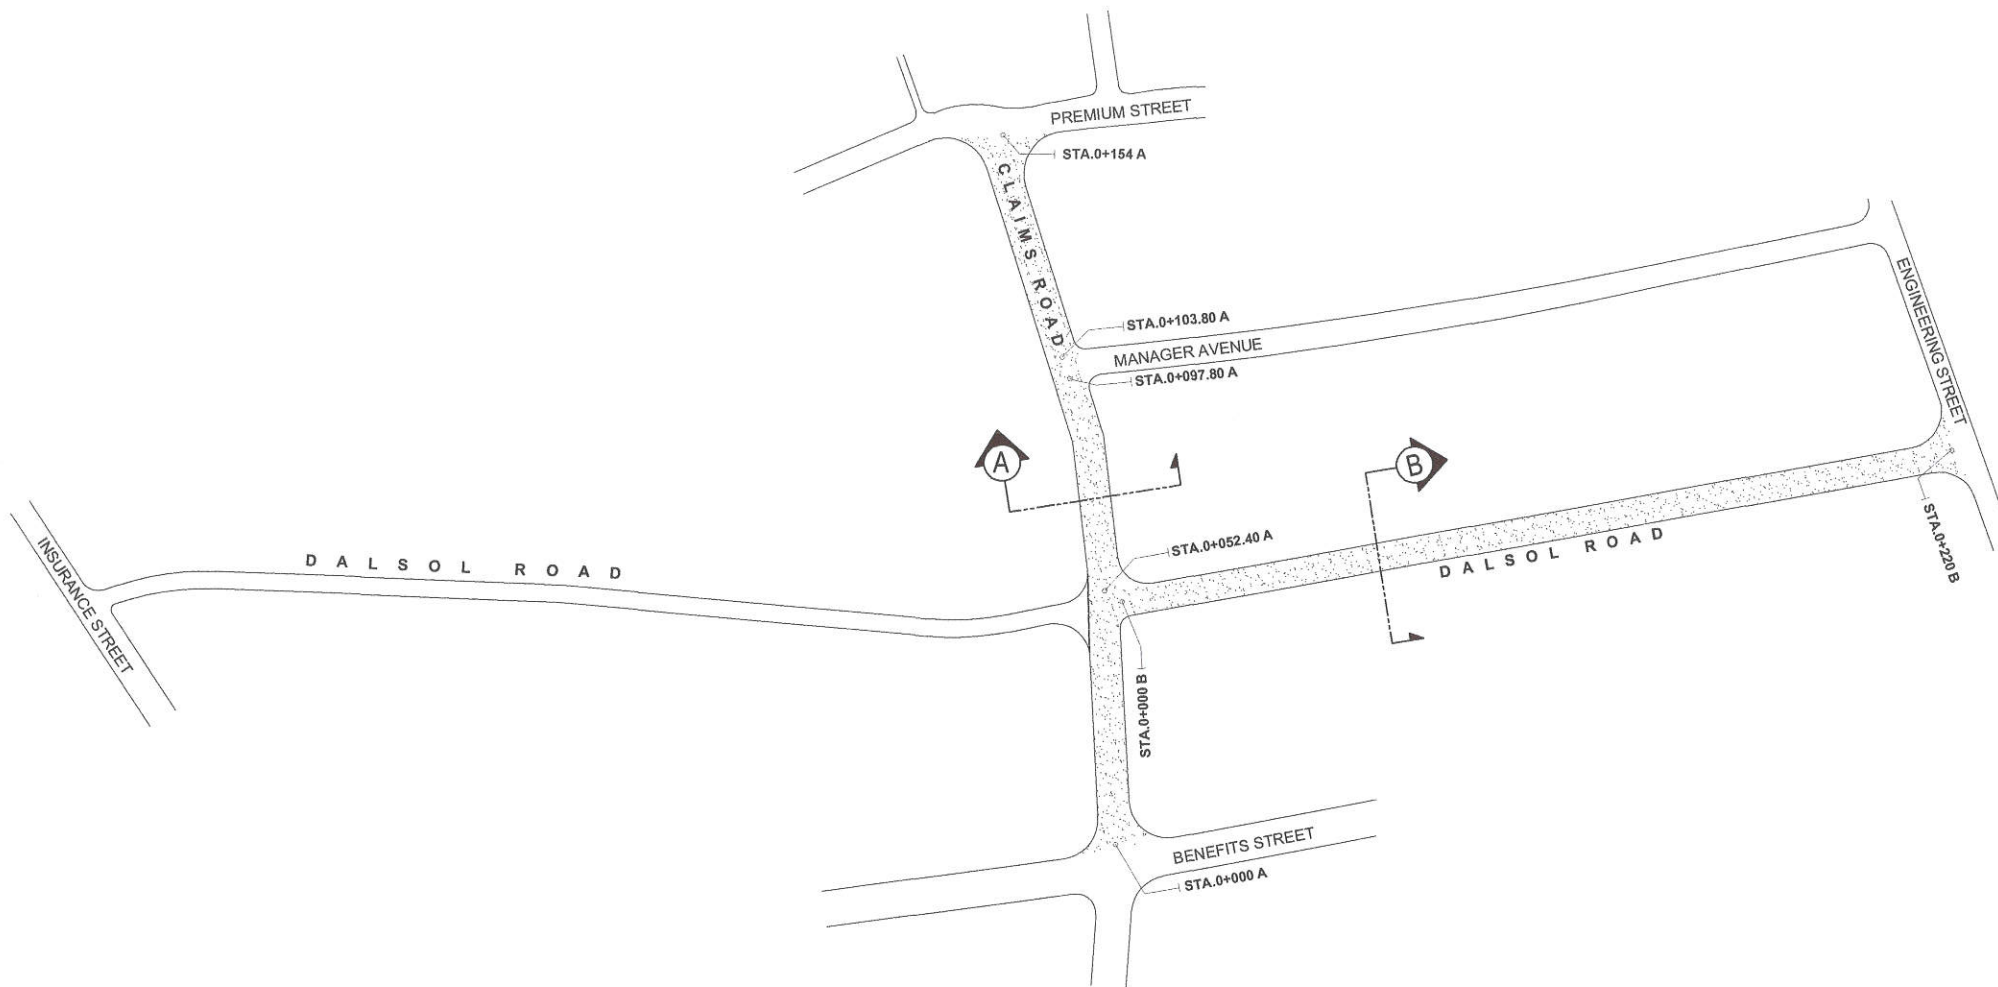 PREMIUM STREET
STA.0+154 A
CLAIMS ROAD
STA.0+103.80 A
MANAGER AVENUE
STA.0+097.80 A
ENGINEERING STREET
A
B
STA.0+220 B
STA.0+052.40 A
DALSOL ROAD
DALSOL ROAD
INSURANCE STREET
STA.0+000 B
BENEFITS STREET
STA.0+000 A